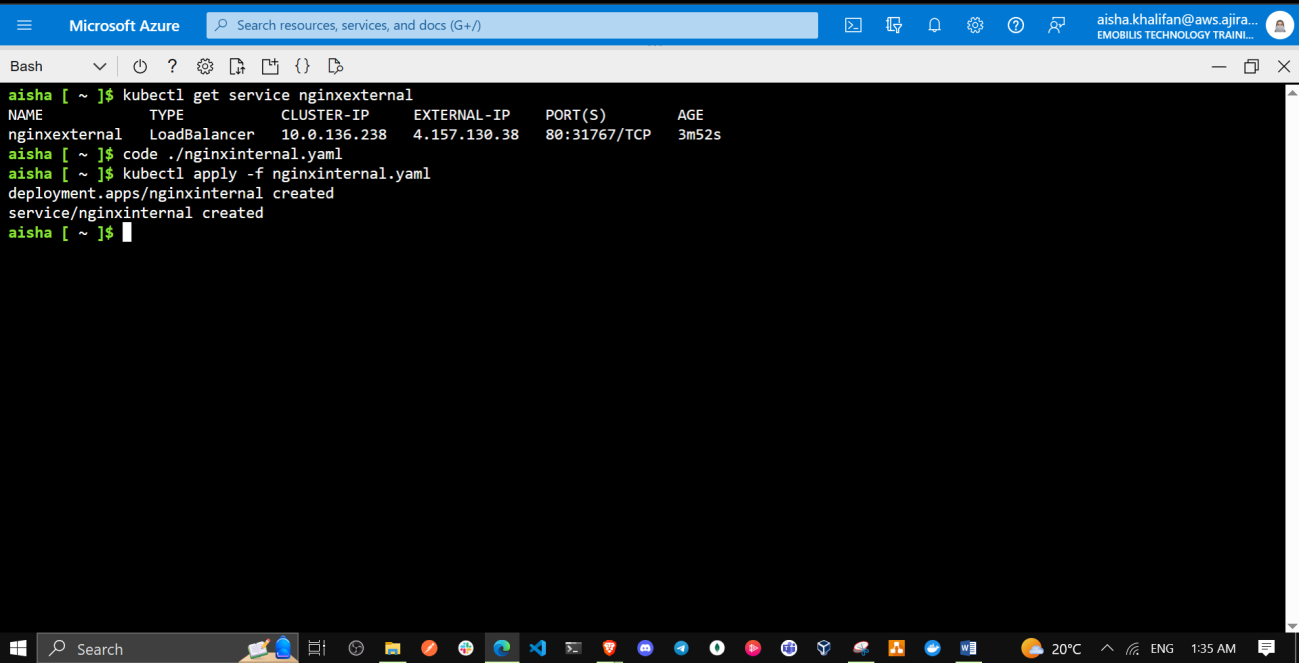 Microsoft Azure
Search resources, services, and docs (G+/)
aisha.khalifan@aws.ajira...
EMOBILIS TECHNOLOGY TRAINI...
Bash
aisha [ ~ ]$ kubectl get service nginxexternal
NAME TYPE CLUSTER-IP EXTERNAL-IP PORT(S) AGE
nginxexternal LoadBalancer 10.0.136.238 4.157.130.38 80:31767/TCP 3m52s
aisha [ ~ ]$ code ./nginxinternal.yaml
aisha [ ~ ]$ kubectl apply -f nginxinternal.yaml
deployment.apps/nginxinternal created
service/nginxinternal created
aisha [ ~ ]$
Search
20°C
ENG
1:35 AM